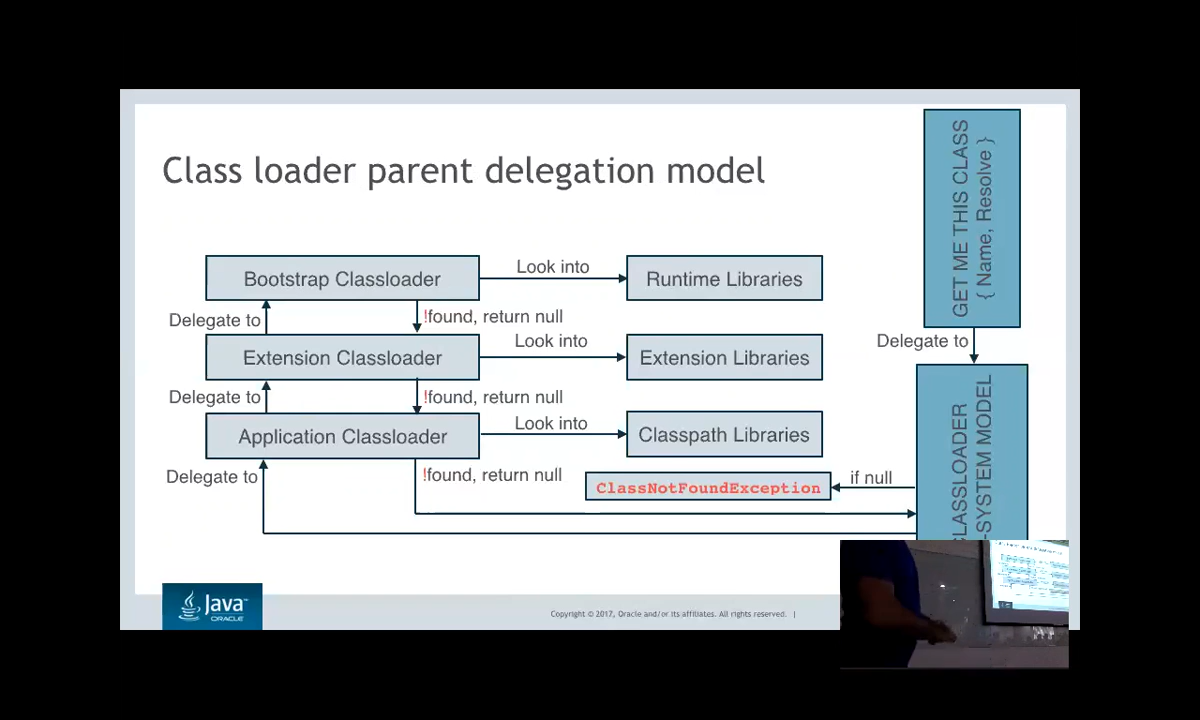 Class loader parent delegation model
GET ME THIS CLASS
{ Name, Resolve }
Bootstrap Classloader
Look into
Runtime Libraries
Delegate to
!found, return null
Delegate to
Extension Classloader
Look into
Extension Libraries
Delegate to
!found, return null
Application Classloader
Look into
Classpath Libraries
Delegate to
!found, return null
ClassNotFoundException
if null
CLASSLOADER
-SYSTEM MODEL
Java™
ORACLE
Copyright © 2017, Oracle and/or its affiliates. All rights reserved. |